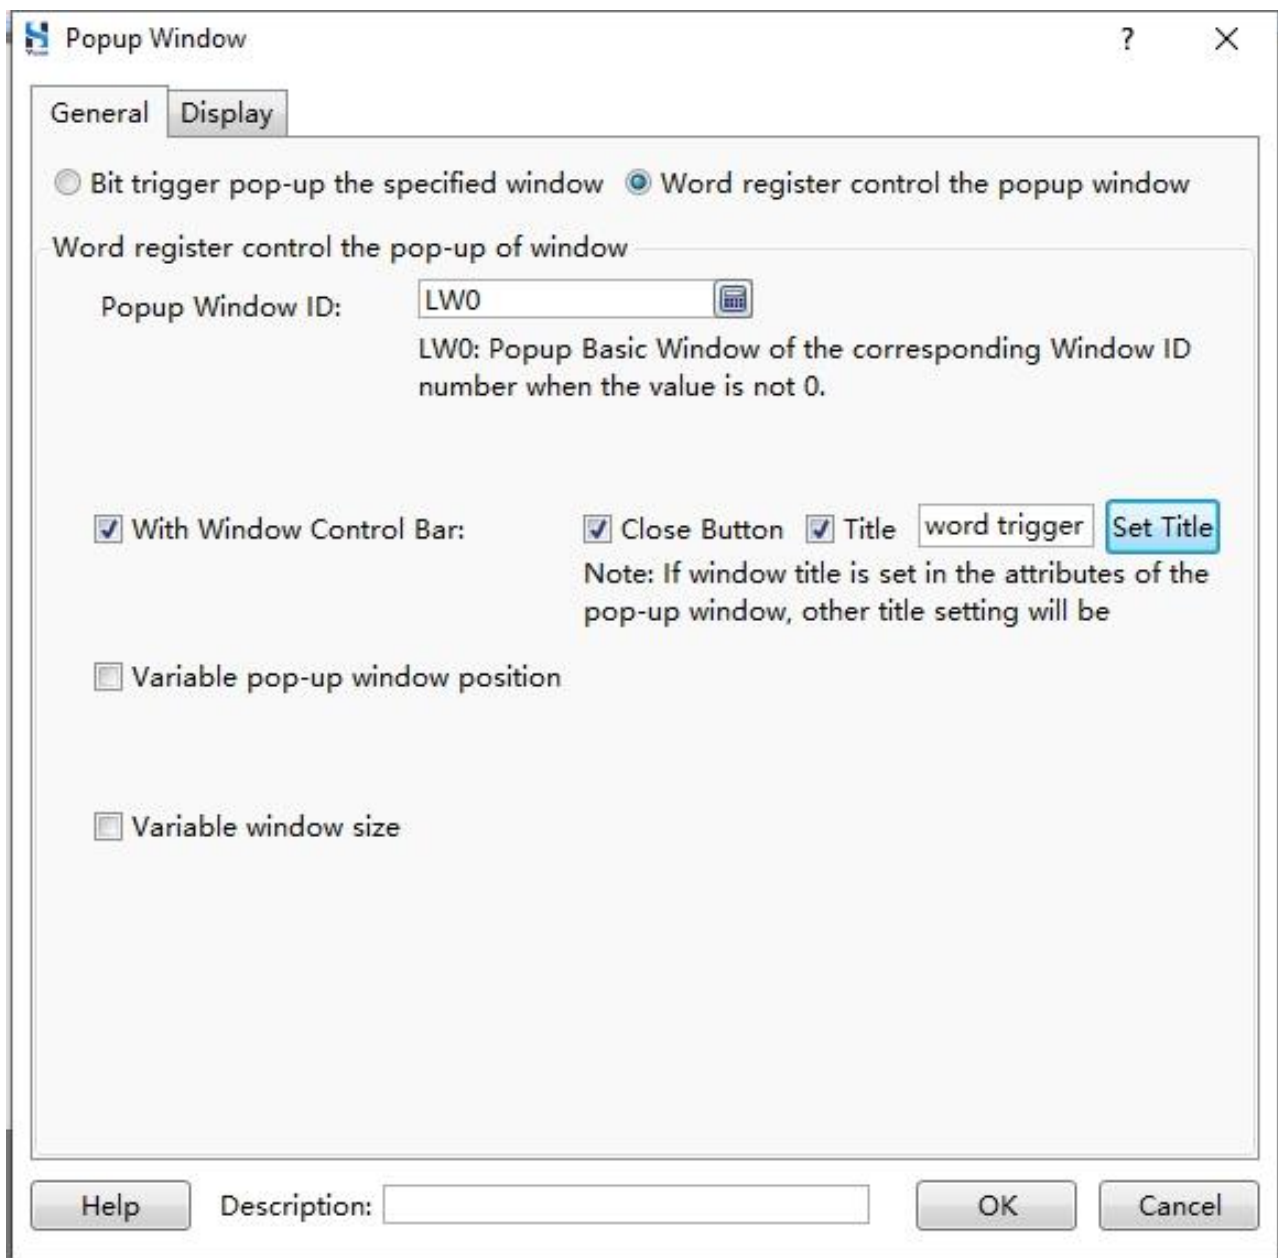 Popup Window
?
General
Display
Bit trigger pop-up the specified window
Word register control the popup window
Word register control the pop-up of window
Popup Window ID:
LW0
LW0: Popup Basic Window of the corresponding Window ID
number when the value is not 0.
With Window Control Bar:
Close Button
Title
word trigger
Set Title
Note: If window title is set in the attributes of the
pop-up window, other title setting will be
Variable pop-up window position
Variable window size
Help
Description:
OK
Cancel